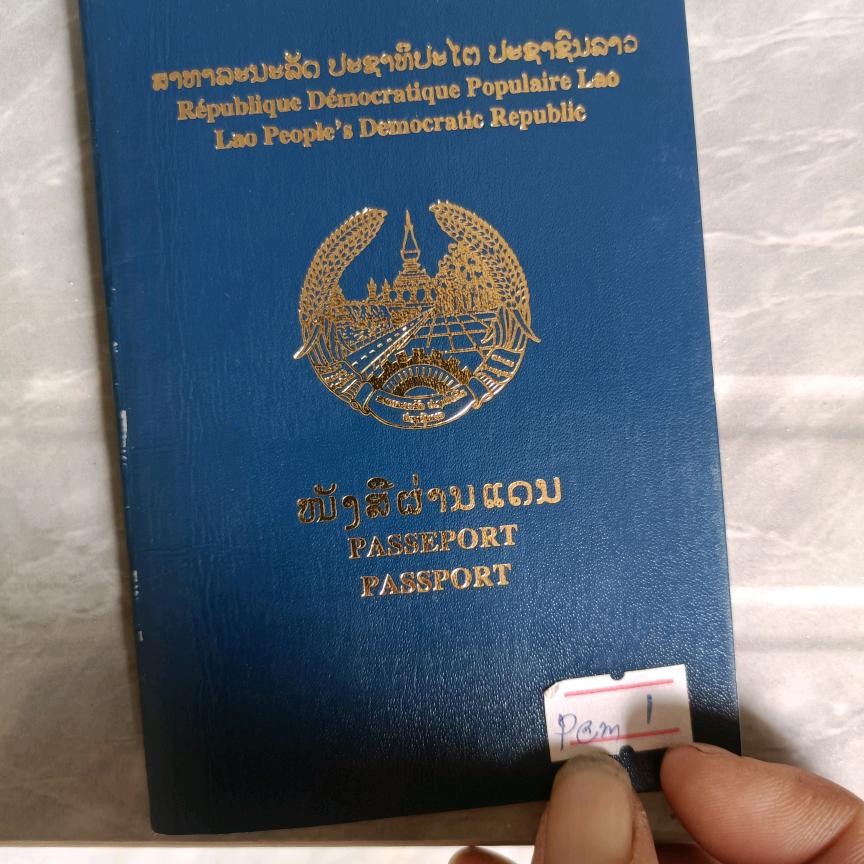 ສາທາລະນະລັດ ປະຊາທິປະໄຕ ປະຊາຊົນລາວ
République Démocratique Populaire Lao
Lao People's Democratic Republic
ໜັງສືຜ່ານແດນ
PASSEPORT
PASSPORT